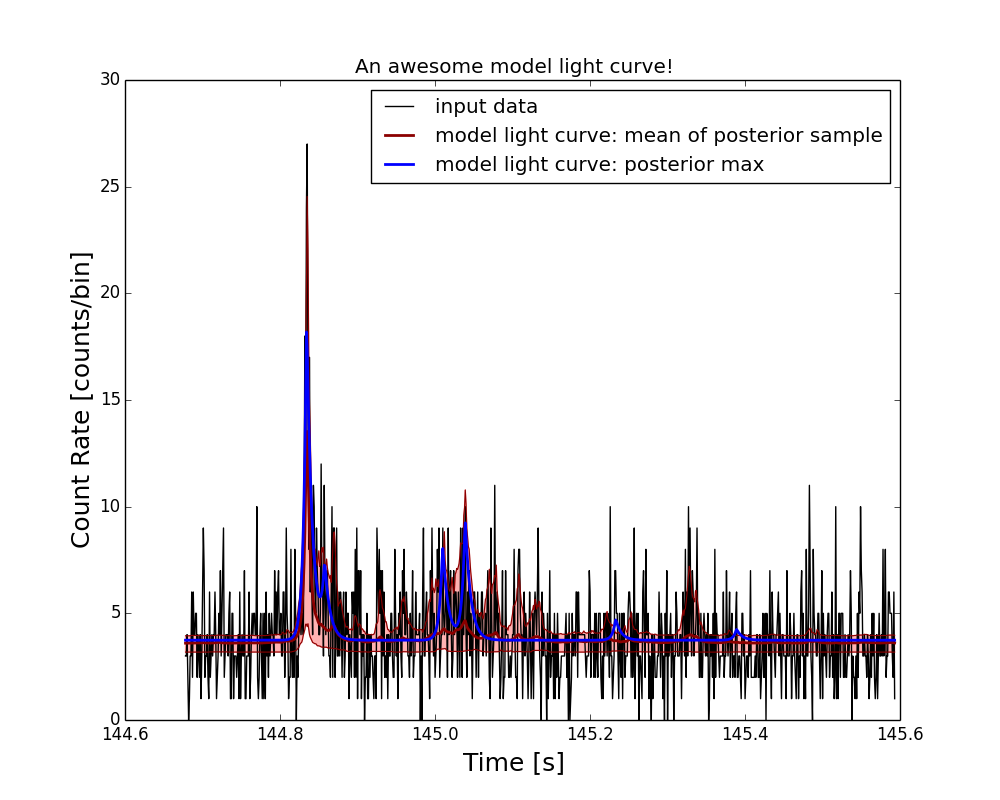 An awesome model light curve!
30
25
20
15
10
5
0
Count Rate [counts/bin]
input data
model light curve: mean of posterior sample
model light curve: posterior max
144.6 144.8 145.0 145.2 145.4 145.6
Time [s]